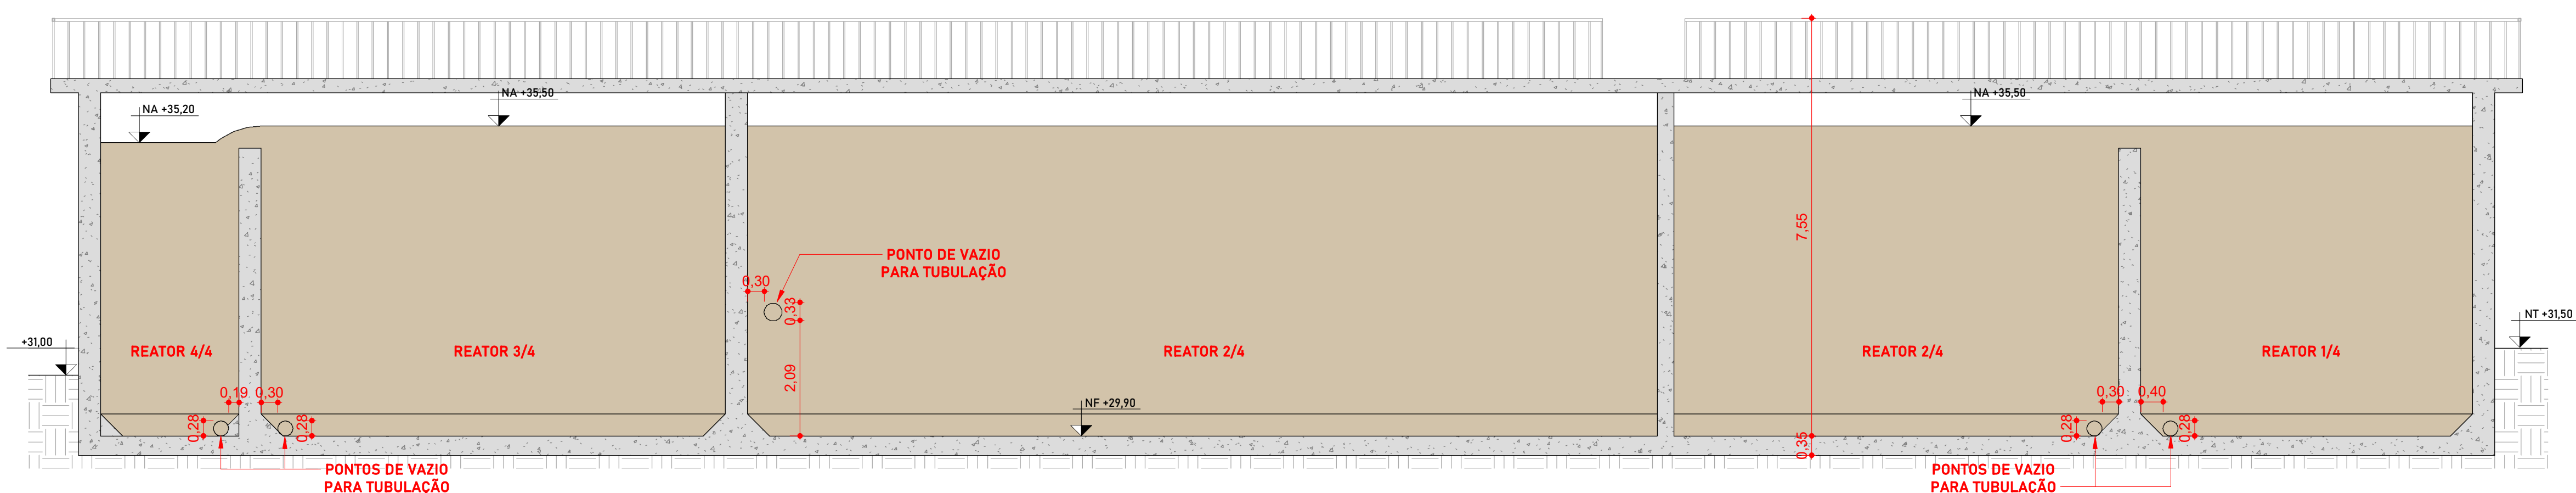 NA +35,20
NA +35,50
NA +35,50
7,55
PONTO DE VAZIO
PARA TUBULAÇÃO
0,30
0,33
2,09
+31,00
NT +31,50
REATOR 4/4
REATOR 3/4
REATOR 2/4
REATOR 2/4
REATOR 1/4
0,19
0,30
0,28
0,28
NF +29,90
0,30
0,40
0,28
0,28
0,35
PONTOS DE VAZIO
PARA TUBULAÇÃO
PONTOS DE VAZIO
PARA TUBULAÇÃO